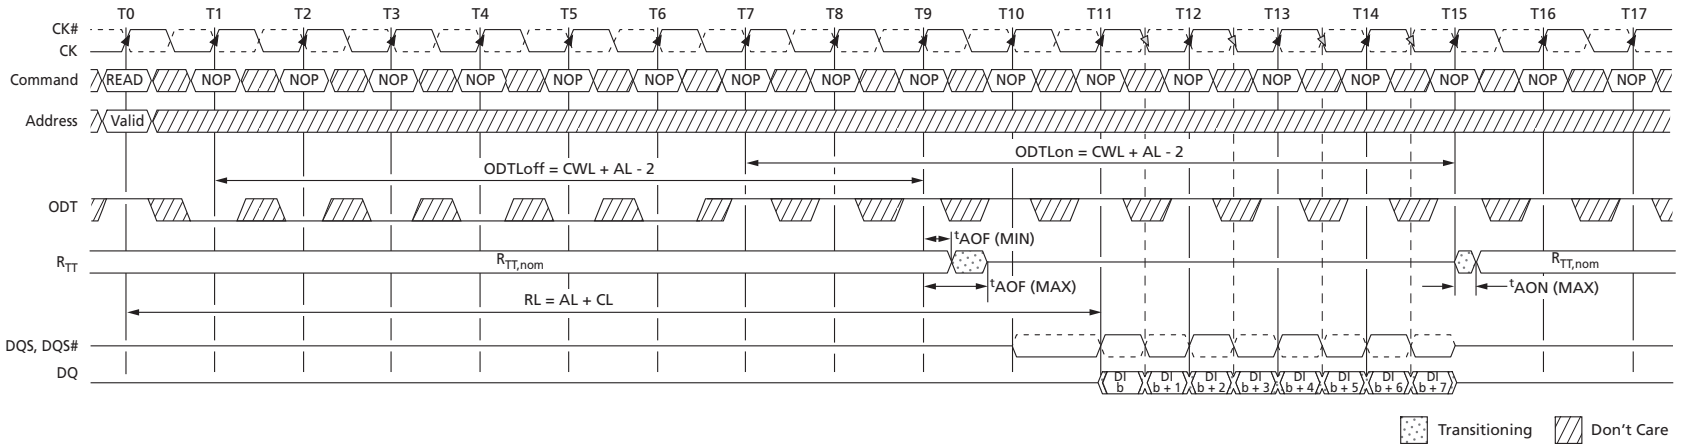 T0 T1 T2 T3 T4 T5 T6 T7 T8 T9 T10 T11 T12 T13 T14 T15 T16 T17
CK#
CK
Command READ NOP NOP NOP NOP NOP NOP NOP NOP NOP NOP NOP NOP NOP NOP NOP NOP NOP
Address Valid
ODTLon = CWL + AL - 2
ODTLoff = CWL + AL - 2
ODT
tAOF (MIN)
RTT RTT,nom RTT,nom
tAOF (MAX) tAON (MAX)
RL = AL + CL
DQS, DQS#
DQ
DI b DI b + 1 DI b + 2 DI b + 3 DI b + 4 DI b + 5 DI b + 6 DI b + 7
Transitioning Don't Care